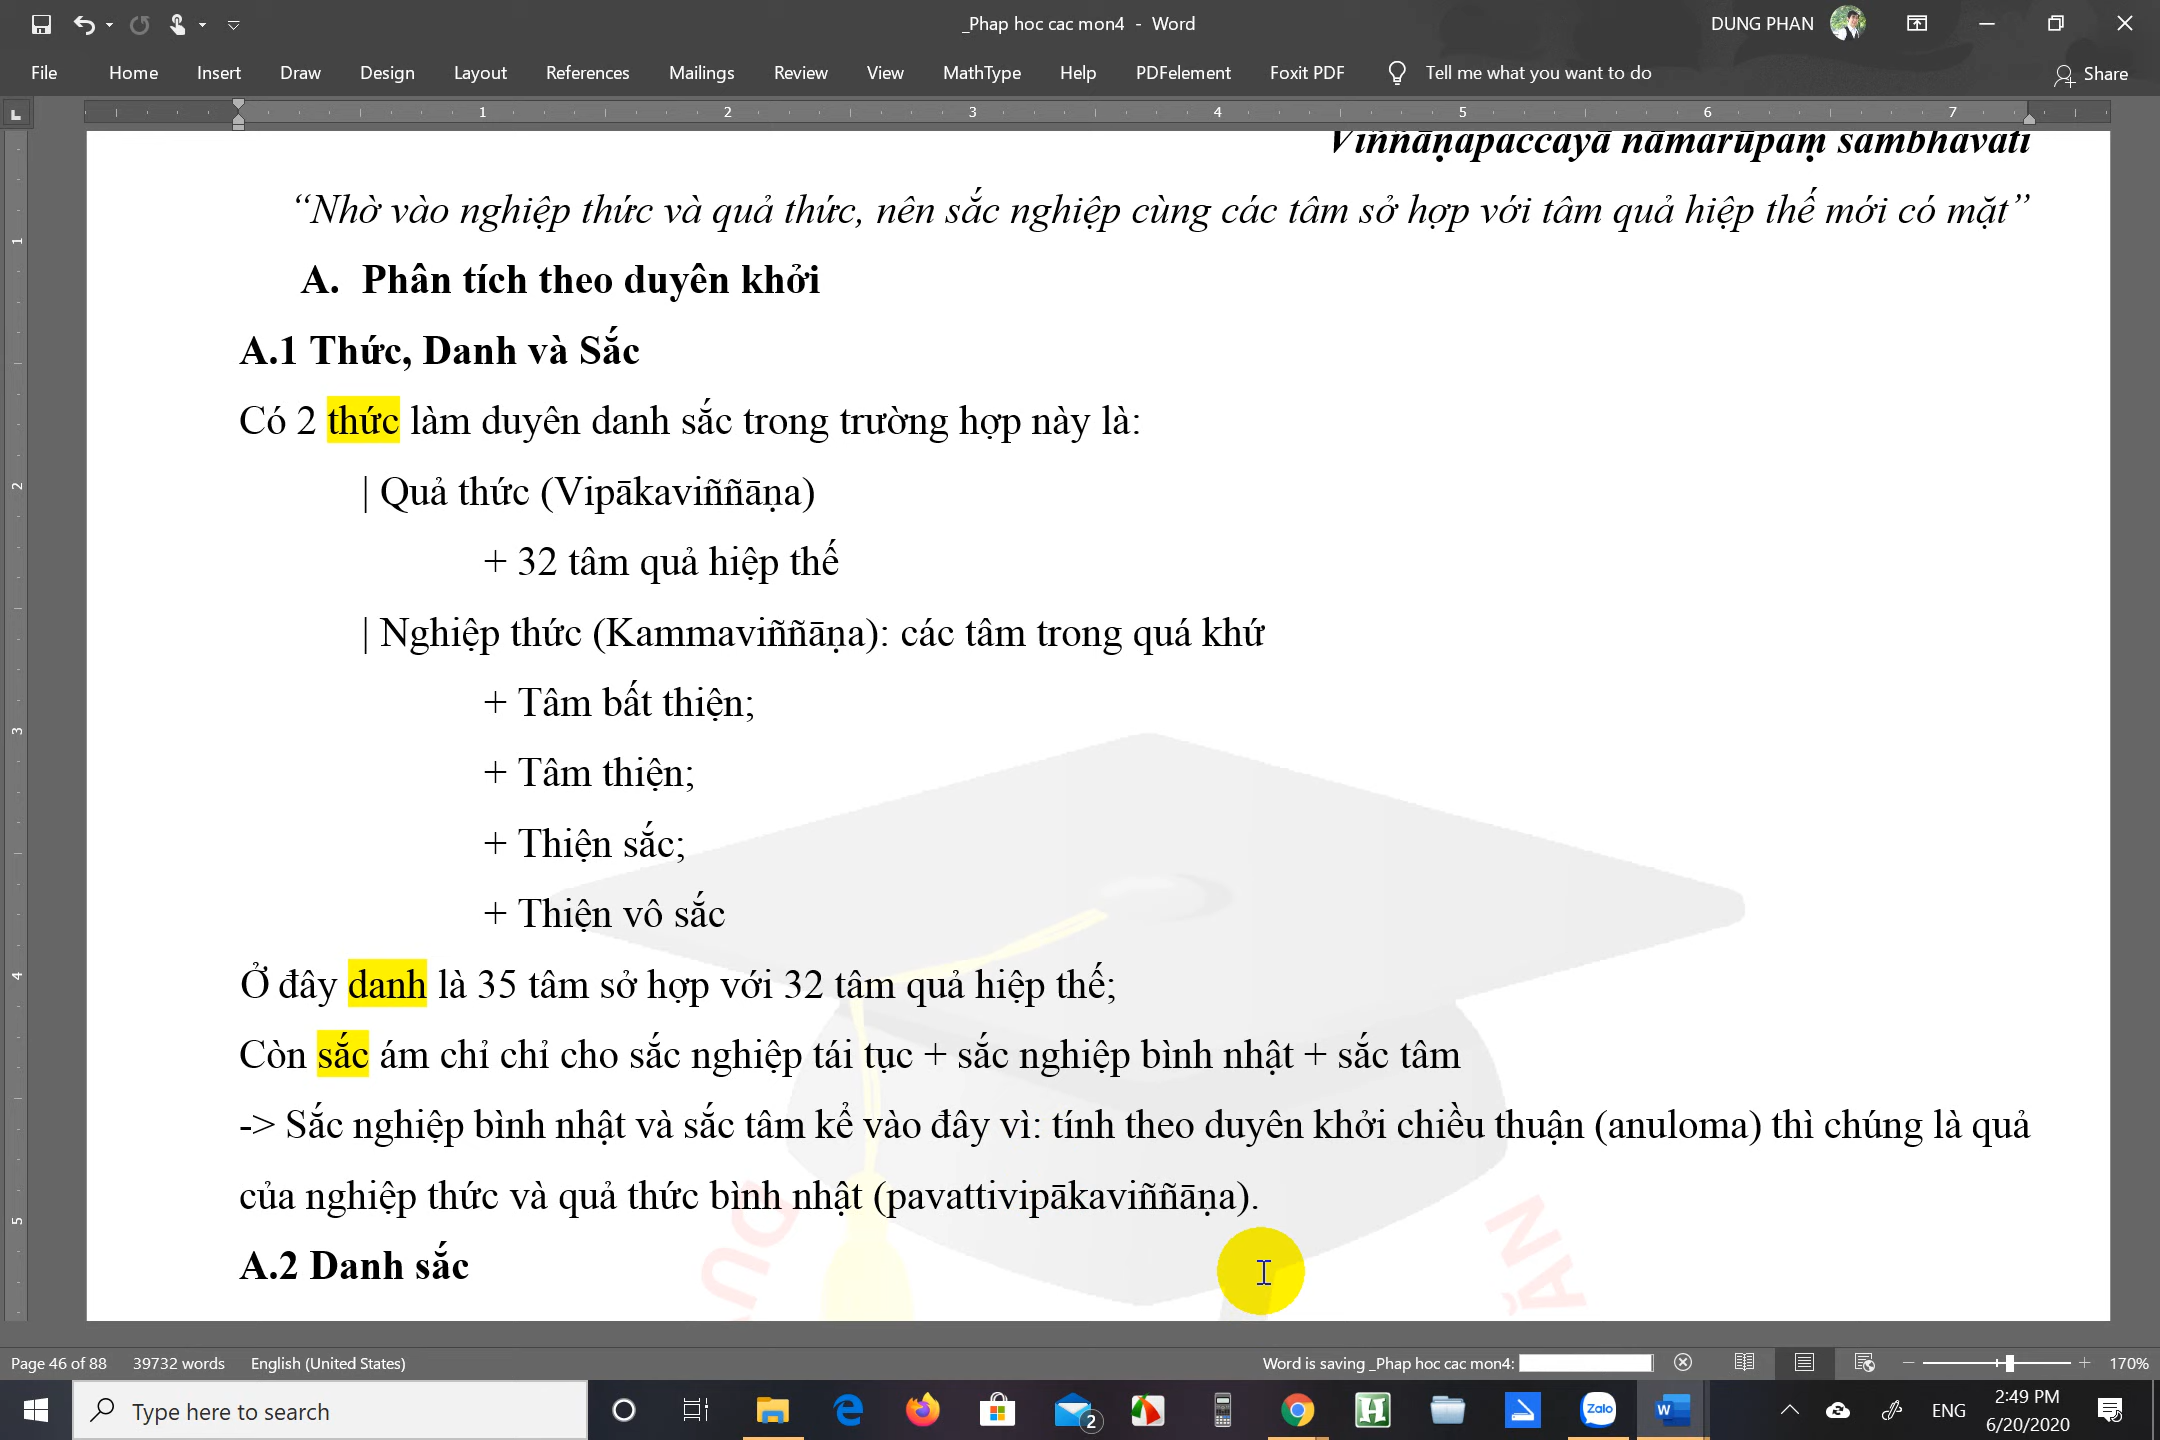 _Phap hoc cac mon4 - Word
DUNG PHAN
File Home Insert Draw Design Layout References Mailings Review View MathType Help PDFelement Foxit PDF Tell me what you want to do Share
1 2 3 4 5 6 7
Viññāṇapaccayā nāmarūpaṃ sambhavati
“Nhờ vào nghiệp thức và quả thức, nên sắc nghiệp cùng các tâm sở hợp với tâm quả hiệp thế mới có mặt”
A. Phân tích theo duyên khởi
A.1 Thức, Danh và Sắc
Có 2 thức làm duyên danh sắc trong trường hợp này là:
| Quả thức (Vipākaviññāṇa)
+ 32 tâm quả hiệp thế
| Nghiệp thức (Kammaviññāṇa): các tâm trong quá khứ
+ Tâm bất thiện;
+ Tâm thiện;
+ Thiện sắc;
+ Thiện vô sắc
Ở đây danh là 35 tâm sở hợp với 32 tâm quả hiệp thế;
Còn sắc ám chỉ chỉ cho sắc nghiệp tái tục + sắc nghiệp bình nhật + sắc tâm
-> Sắc nghiệp bình nhật và sắc tâm kể vào đây vì: tính theo duyên khởi chiều thuận (anuloma) thì chúng là quả
của nghiệp thức và quả thức bình nhật (pavattivipākaviññāṇa).
A.2 Danh sắc
Page 46 of 88 39732 words English (United States) Word is saving _Phap hoc cac mon4: 170%
Type here to search
2
Zalo
ENG
2:49 PM
6/20/2020